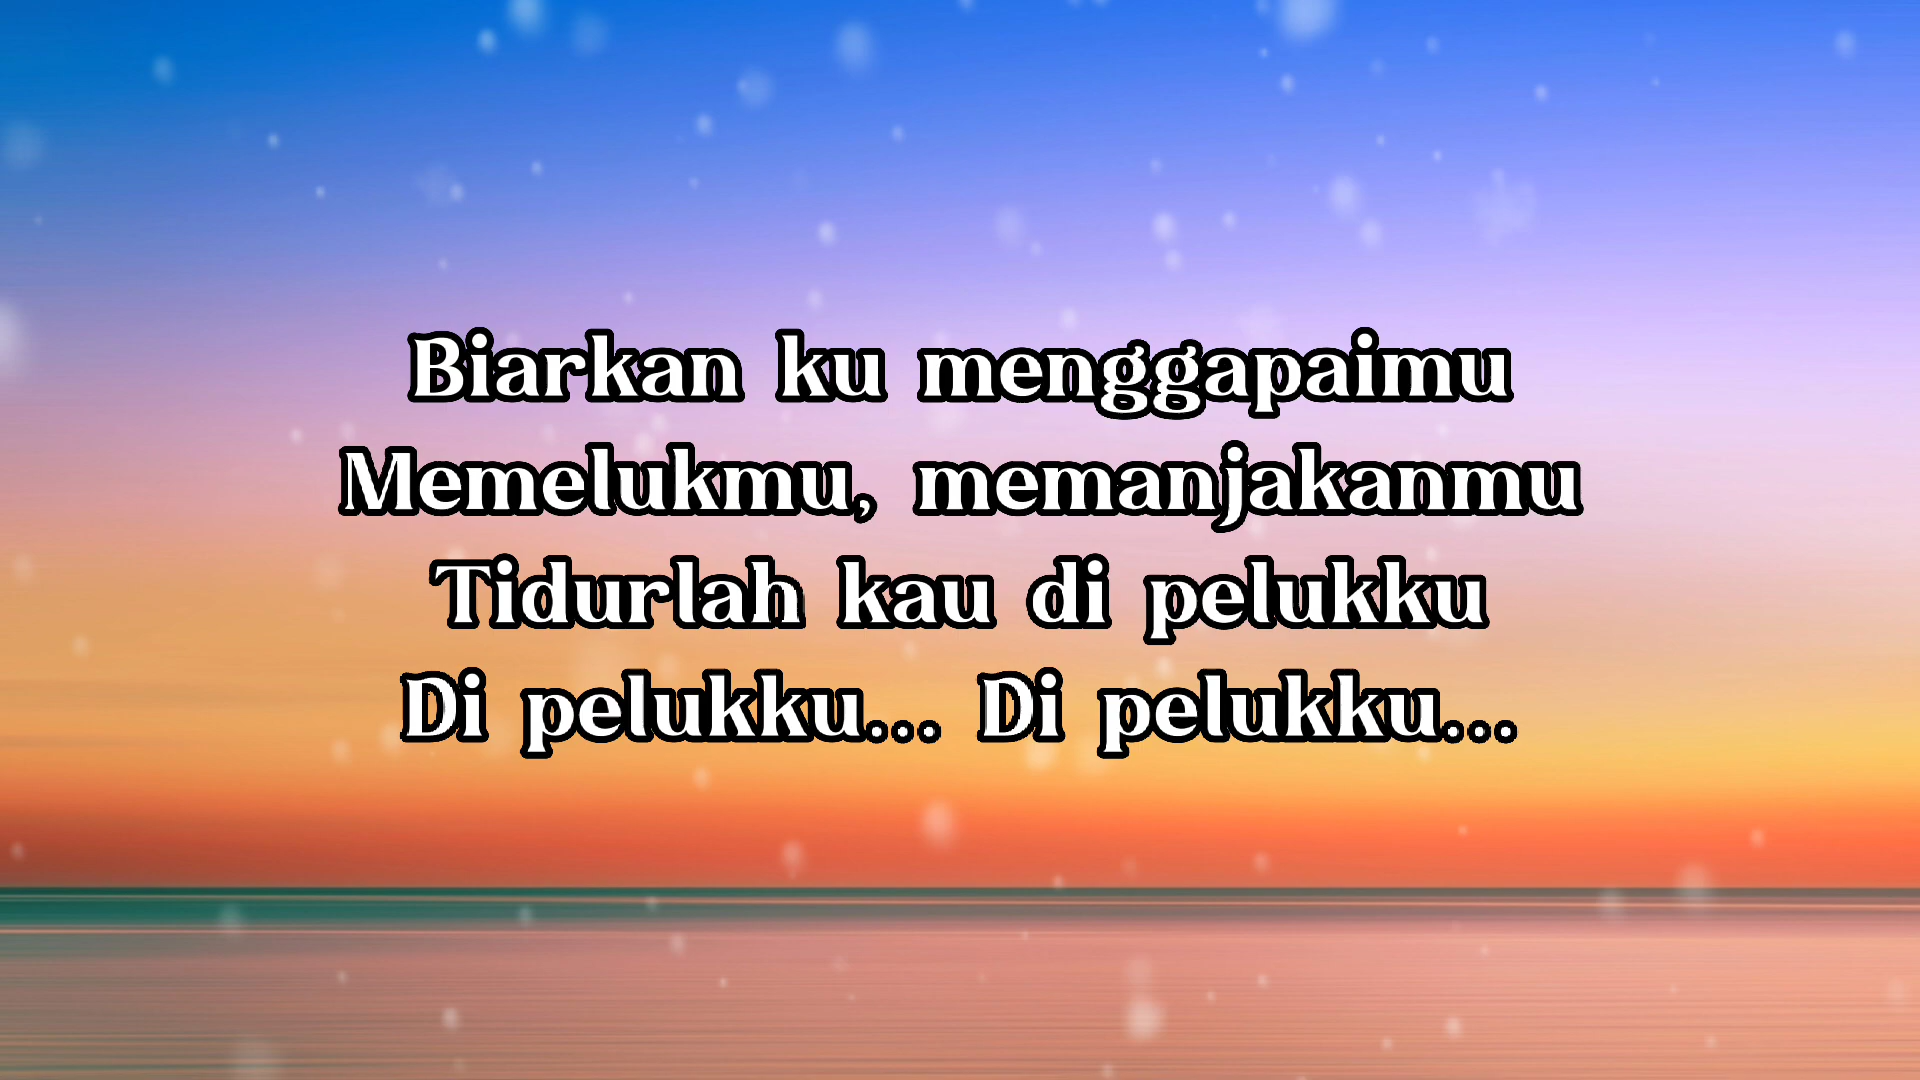 Biarkan ku menggapaimu
Memelukmu, memanjakanmu
Tidurlah kau di pelukku
Di pelukku... Di pelukku...